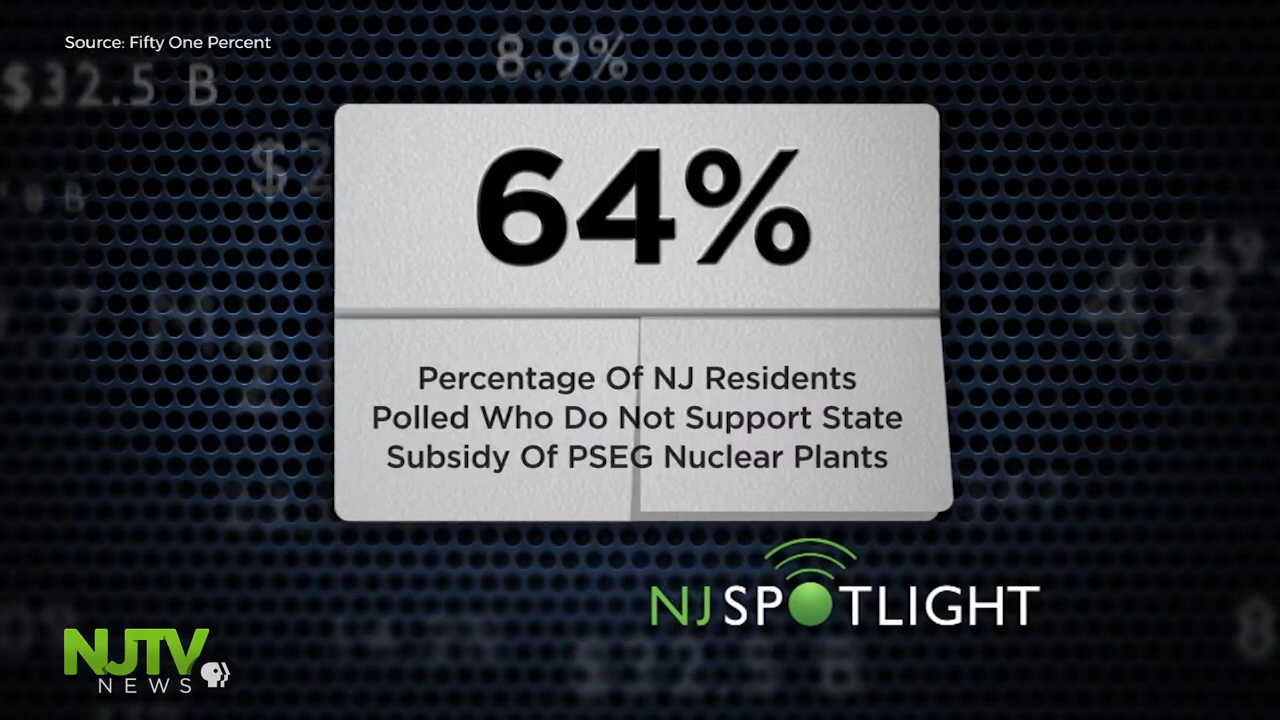 Source: Fifty One Percent
8.9%
$32.5 B
$2
64%
Percentage Of NJ Residents
Polled Who Do Not Support State
Subsidy Of PSEG Nuclear Plants
NJ SPOTLIGHT
NJTV
NEWS